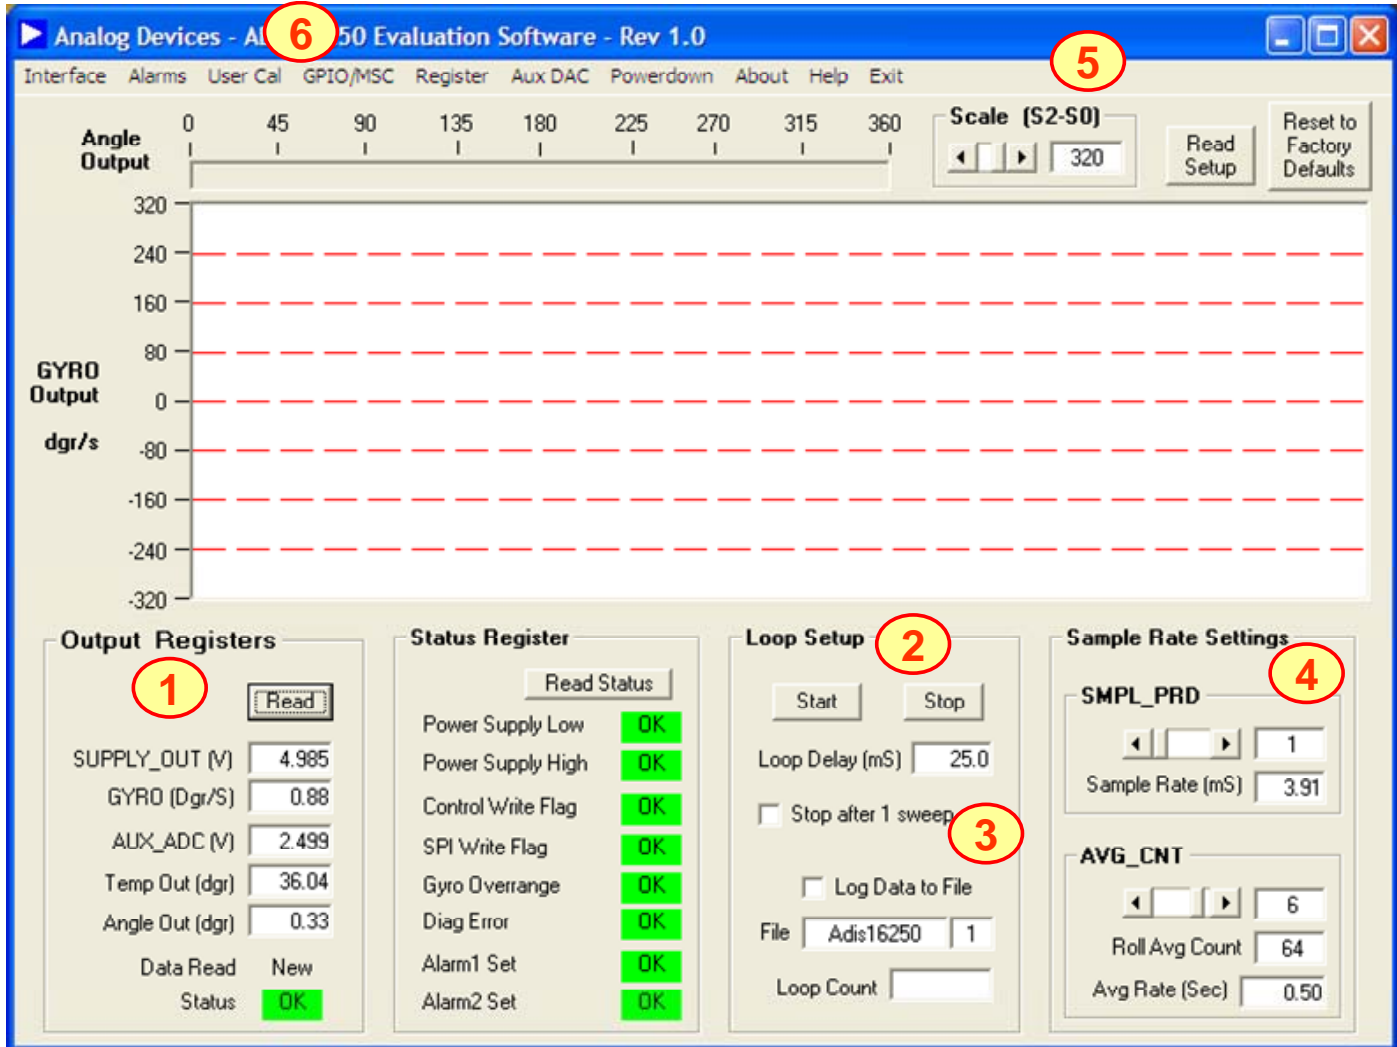 Analog Devices - A 50 Evaluation Software - Rev 1.0
6
Interface Alarms User Cal GPIO/MSC Register Aux DAC Powerdown About Help Exit
5
Angle Output
0 45 90 135 180 225 270 315 360
Scale (S2-S0)
320
Read Setup
Reset to Factory Defaults
GYRO Output
dgr/s
320
240
160
80
0
-80
-160
-240
-320
Output Registers
1
Read
SUPPLY_OUT (V) 4.985
GYRO (Dgr/S) 0.88
AUX_ADC (V) 2.499
Temp Out (dgr) 36.04
Angle Out (dgr) 0.33
Data Read New
Status OK
Status Register
Read Status
Power Supply Low OK
Power Supply High OK
Control Write Flag OK
SPI Write Flag OK
Gyro Overrange OK
Diag Error OK
Alarm1 Set OK
Alarm2 Set OK
Loop Setup
2
Start Stop
Loop Delay (mS) 25.0
Stop after 1 sweep
3
Log Data to File
File Adis16250 1
Loop Count
Sample Rate Settings
4
SMPL_PRD
1
Sample Rate (mS) 3.91
AVG_CNT
6
Roll Avg Count 64
Avg Rate (Sec) 0.50